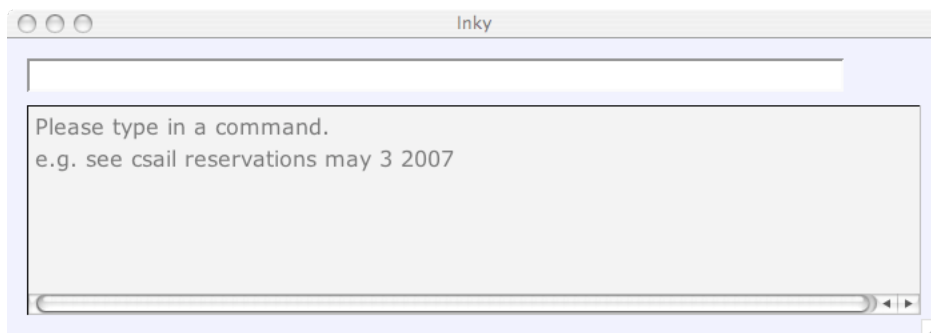 Inky
Please type in a command.
e.g. see csail reservations may 3 2007